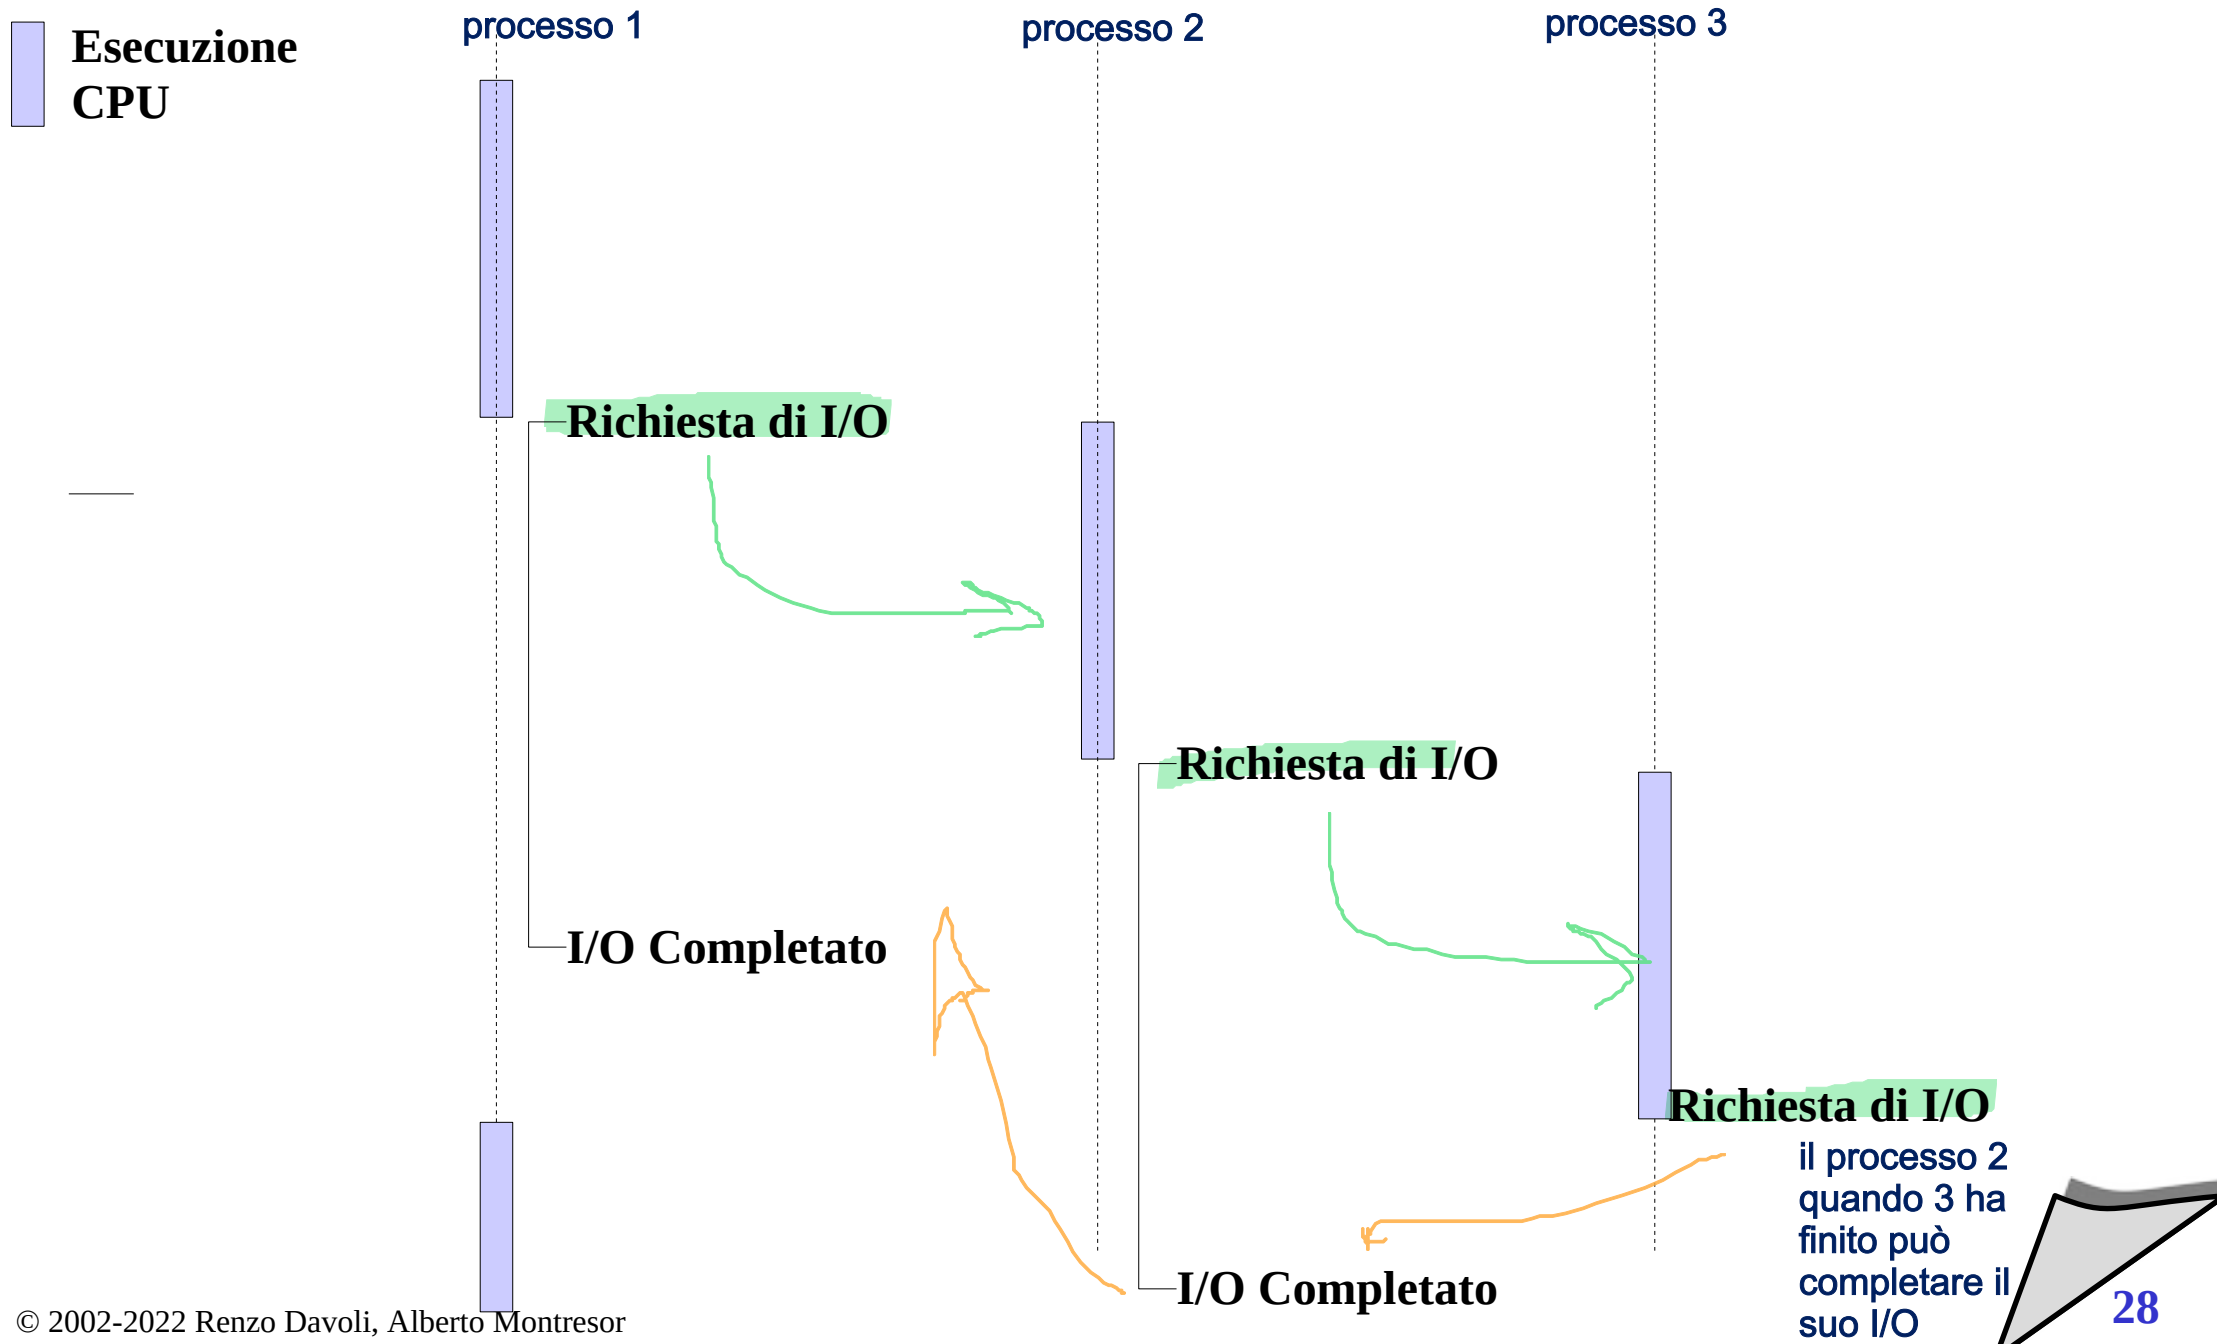 processo 1
processo 2
processo 3
Esecuzione
CPU
Richiesta di I/O
Richiesta di I/O
I/O Completato
Richiesta di I/O
il processo 2
quando 3 ha
finito può
completare il
suo I/O
I/O Completato
© 2002-2022 Renzo Davoli, Alberto Montresor
28